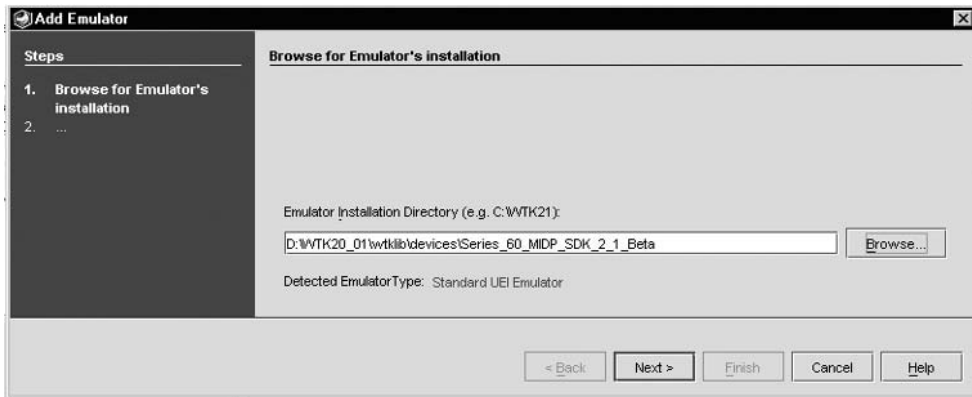 Add Emulator
Steps
1. Browse for Emulator's
installation
2. ...
Browse for Emulator's installation
Emulator Installation Directory (e.g. C:\WTK21):
D:\WTK20_01\wtklib\devices\Series_60_MIDP_SDK_2_1_Beta
Browse...
Detected EmulatorType: Standard UEI Emulator
< Back
Next >
Finish
Cancel
Help